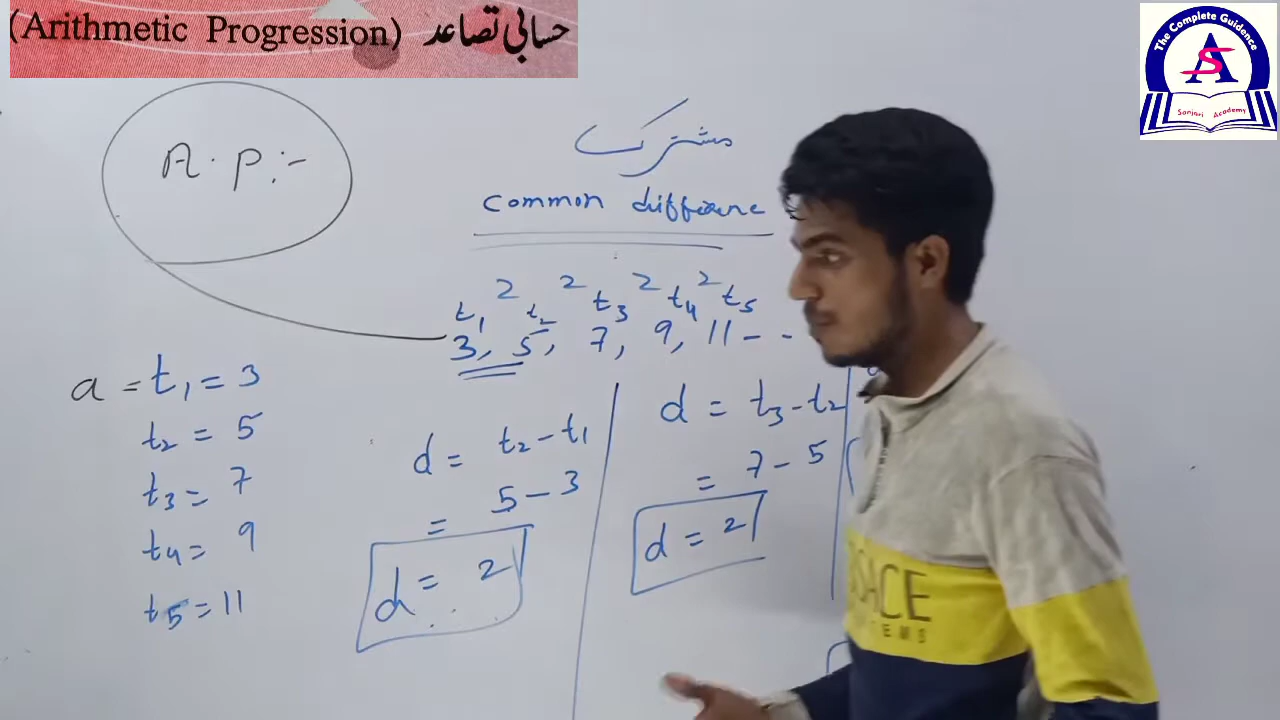 (Arithmetic Progression) حسابی تصاعد
The Complete Guidence
SA
Sanjari Academy
A.P:-
مشترک
common difference
2 2 2 2
t1 t2 t3 t4 t5
3, 5, 7, 9, 11 - -
a = t1 = 3
t2 = 5
t3 = 7
t4 = 9
t5 = 11
d = t2 - t1
= 5 - 3
d = 2
d = t3 - t2
= 7 - 5
d = 2